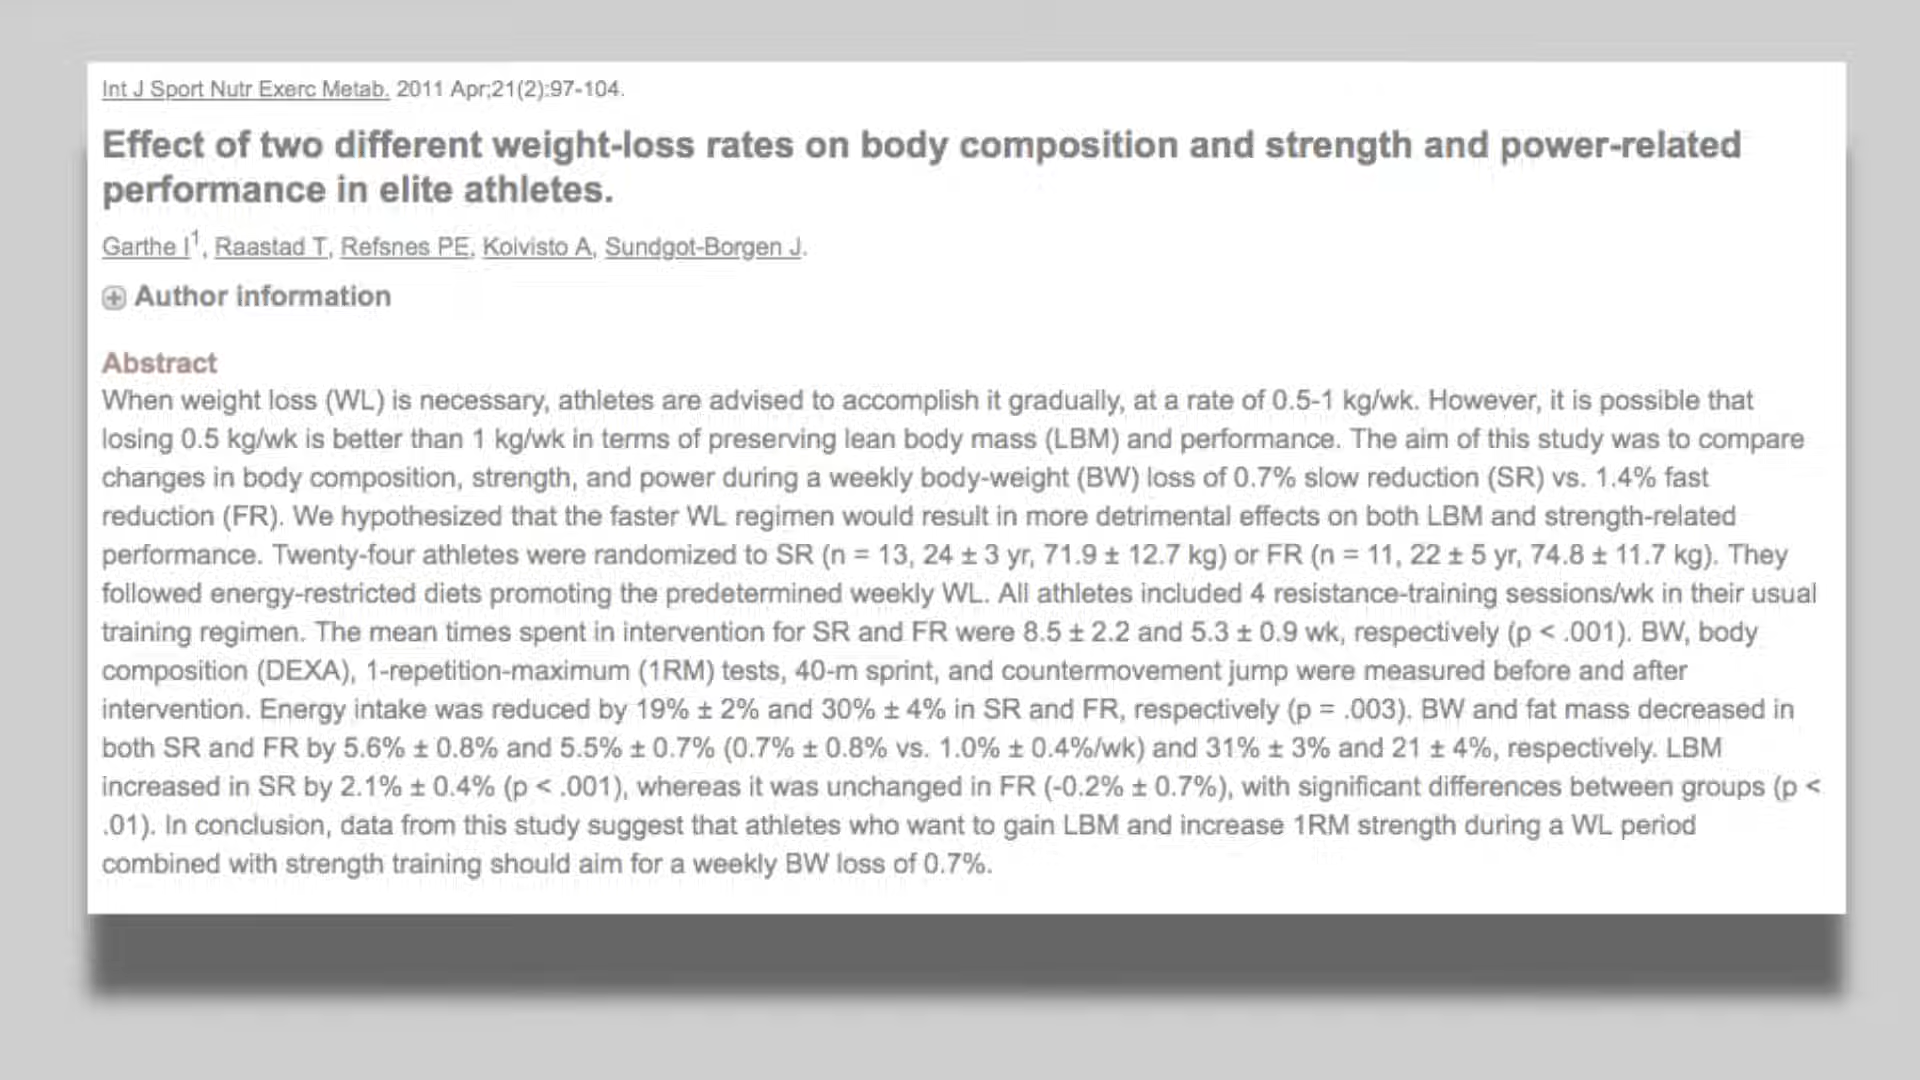 Int J Sport Nutr Exerc Metab. 2011 Apr;21(2):97-104.
Effect of two different weight-loss rates on body composition and strength and power-related
performance in elite athletes.
Garthe I1, Raastad T, Refsnes PE, Koivisto A, Sundgot-Borgen J.
Author information
Abstract
When weight loss (WL) is necessary, athletes are advised to accomplish it gradually, at a rate of 0.5-1 kg/wk. However, it is possible that
losing 0.5 kg/wk is better than 1 kg/wk in terms of preserving lean body mass (LBM) and performance. The aim of this study was to compare
changes in body composition, strength, and power during a weekly body-weight (BW) loss of 0.7% slow reduction (SR) vs. 1.4% fast
reduction (FR). We hypothesized that the faster WL regimen would result in more detrimental effects on both LBM and strength-related
performance. Twenty-four athletes were randomized to SR (n = 13, 24 ± 3 yr, 71.9 ± 12.7 kg) or FR (n = 11, 22 ± 5 yr, 74.8 ± 11.7 kg). They
followed energy-restricted diets promoting the predetermined weekly WL. All athletes included 4 resistance-training sessions/wk in their usual
training regimen. The mean times spent in intervention for SR and FR were 8.5 ± 2.2 and 5.3 ± 0.9 wk, respectively (p < .001). BW, body
composition (DEXA), 1-repetition-maximum (1RM) tests, 40-m sprint, and countermovement jump were measured before and after
intervention. Energy intake was reduced by 19% ± 2% and 30% ± 4% in SR and FR, respectively (p = .003). BW and fat mass decreased in
both SR and FR by 5.6% ± 0.8% and 5.5% ± 0.7% (0.7% ± 0.8% vs. 1.0% ± 0.4%/wk) and 31% ± 3% and 21 ± 4%, respectively. LBM
increased in SR by 2.1% ± 0.4% (p < .001), whereas it was unchanged in FR (-0.2% ± 0.7%), with significant differences between groups (p <
.01). In conclusion, data from this study suggest that athletes who want to gain LBM and increase 1RM strength during a WL period
combined with strength training should aim for a weekly BW loss of 0.7%.